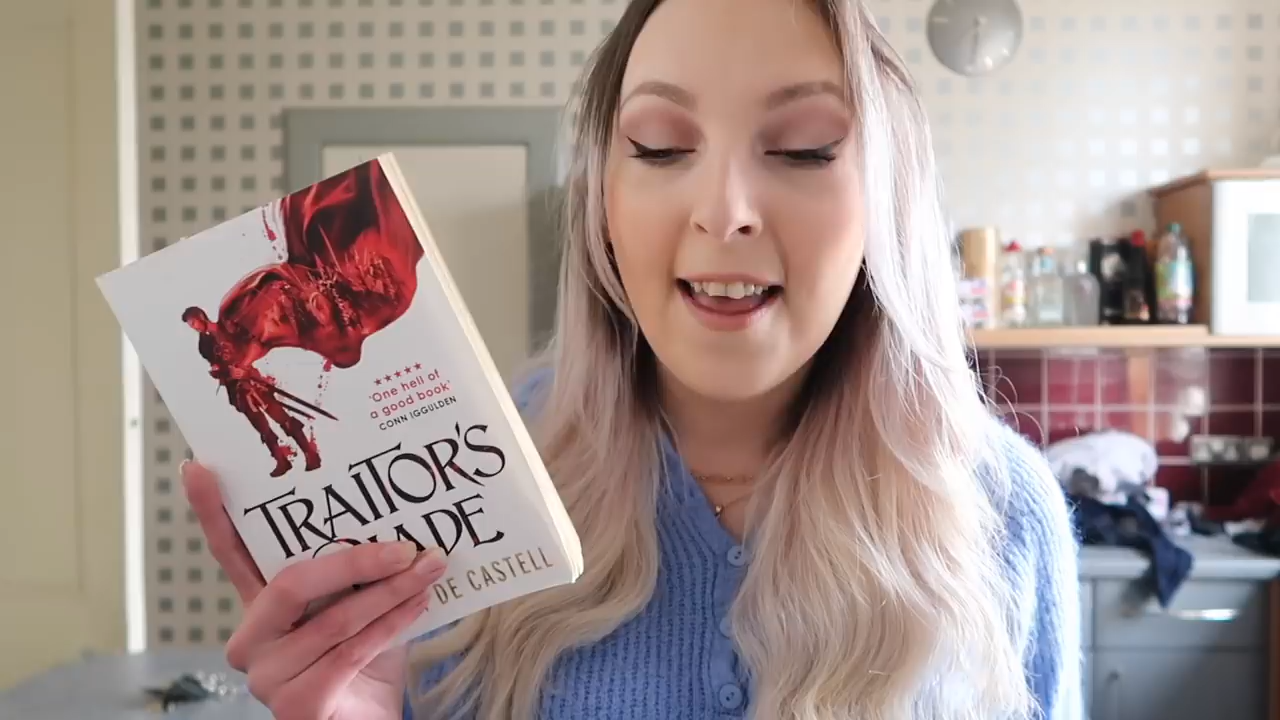 ★★★★★
'One hell of
a good book'
CONN IGGULDEN
TRAITOR'S
DE CASTELL